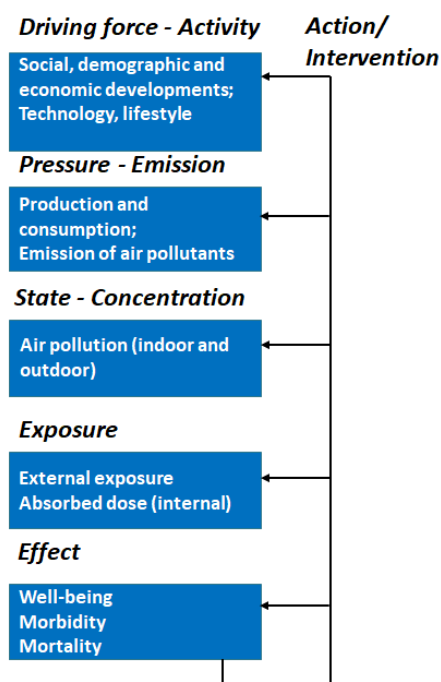 Driving force - Activity
Action/
Intervention
Social, demographic and
economic developments;
Technology, lifestyle
Pressure - Emission
Production and
consumption;
Emission of air pollutants
State - Concentration
Air pollution (indoor and
outdoor)
Exposure
External exposure
Absorbed dose (internal)
Effect
Well-being
Morbidity
Mortality